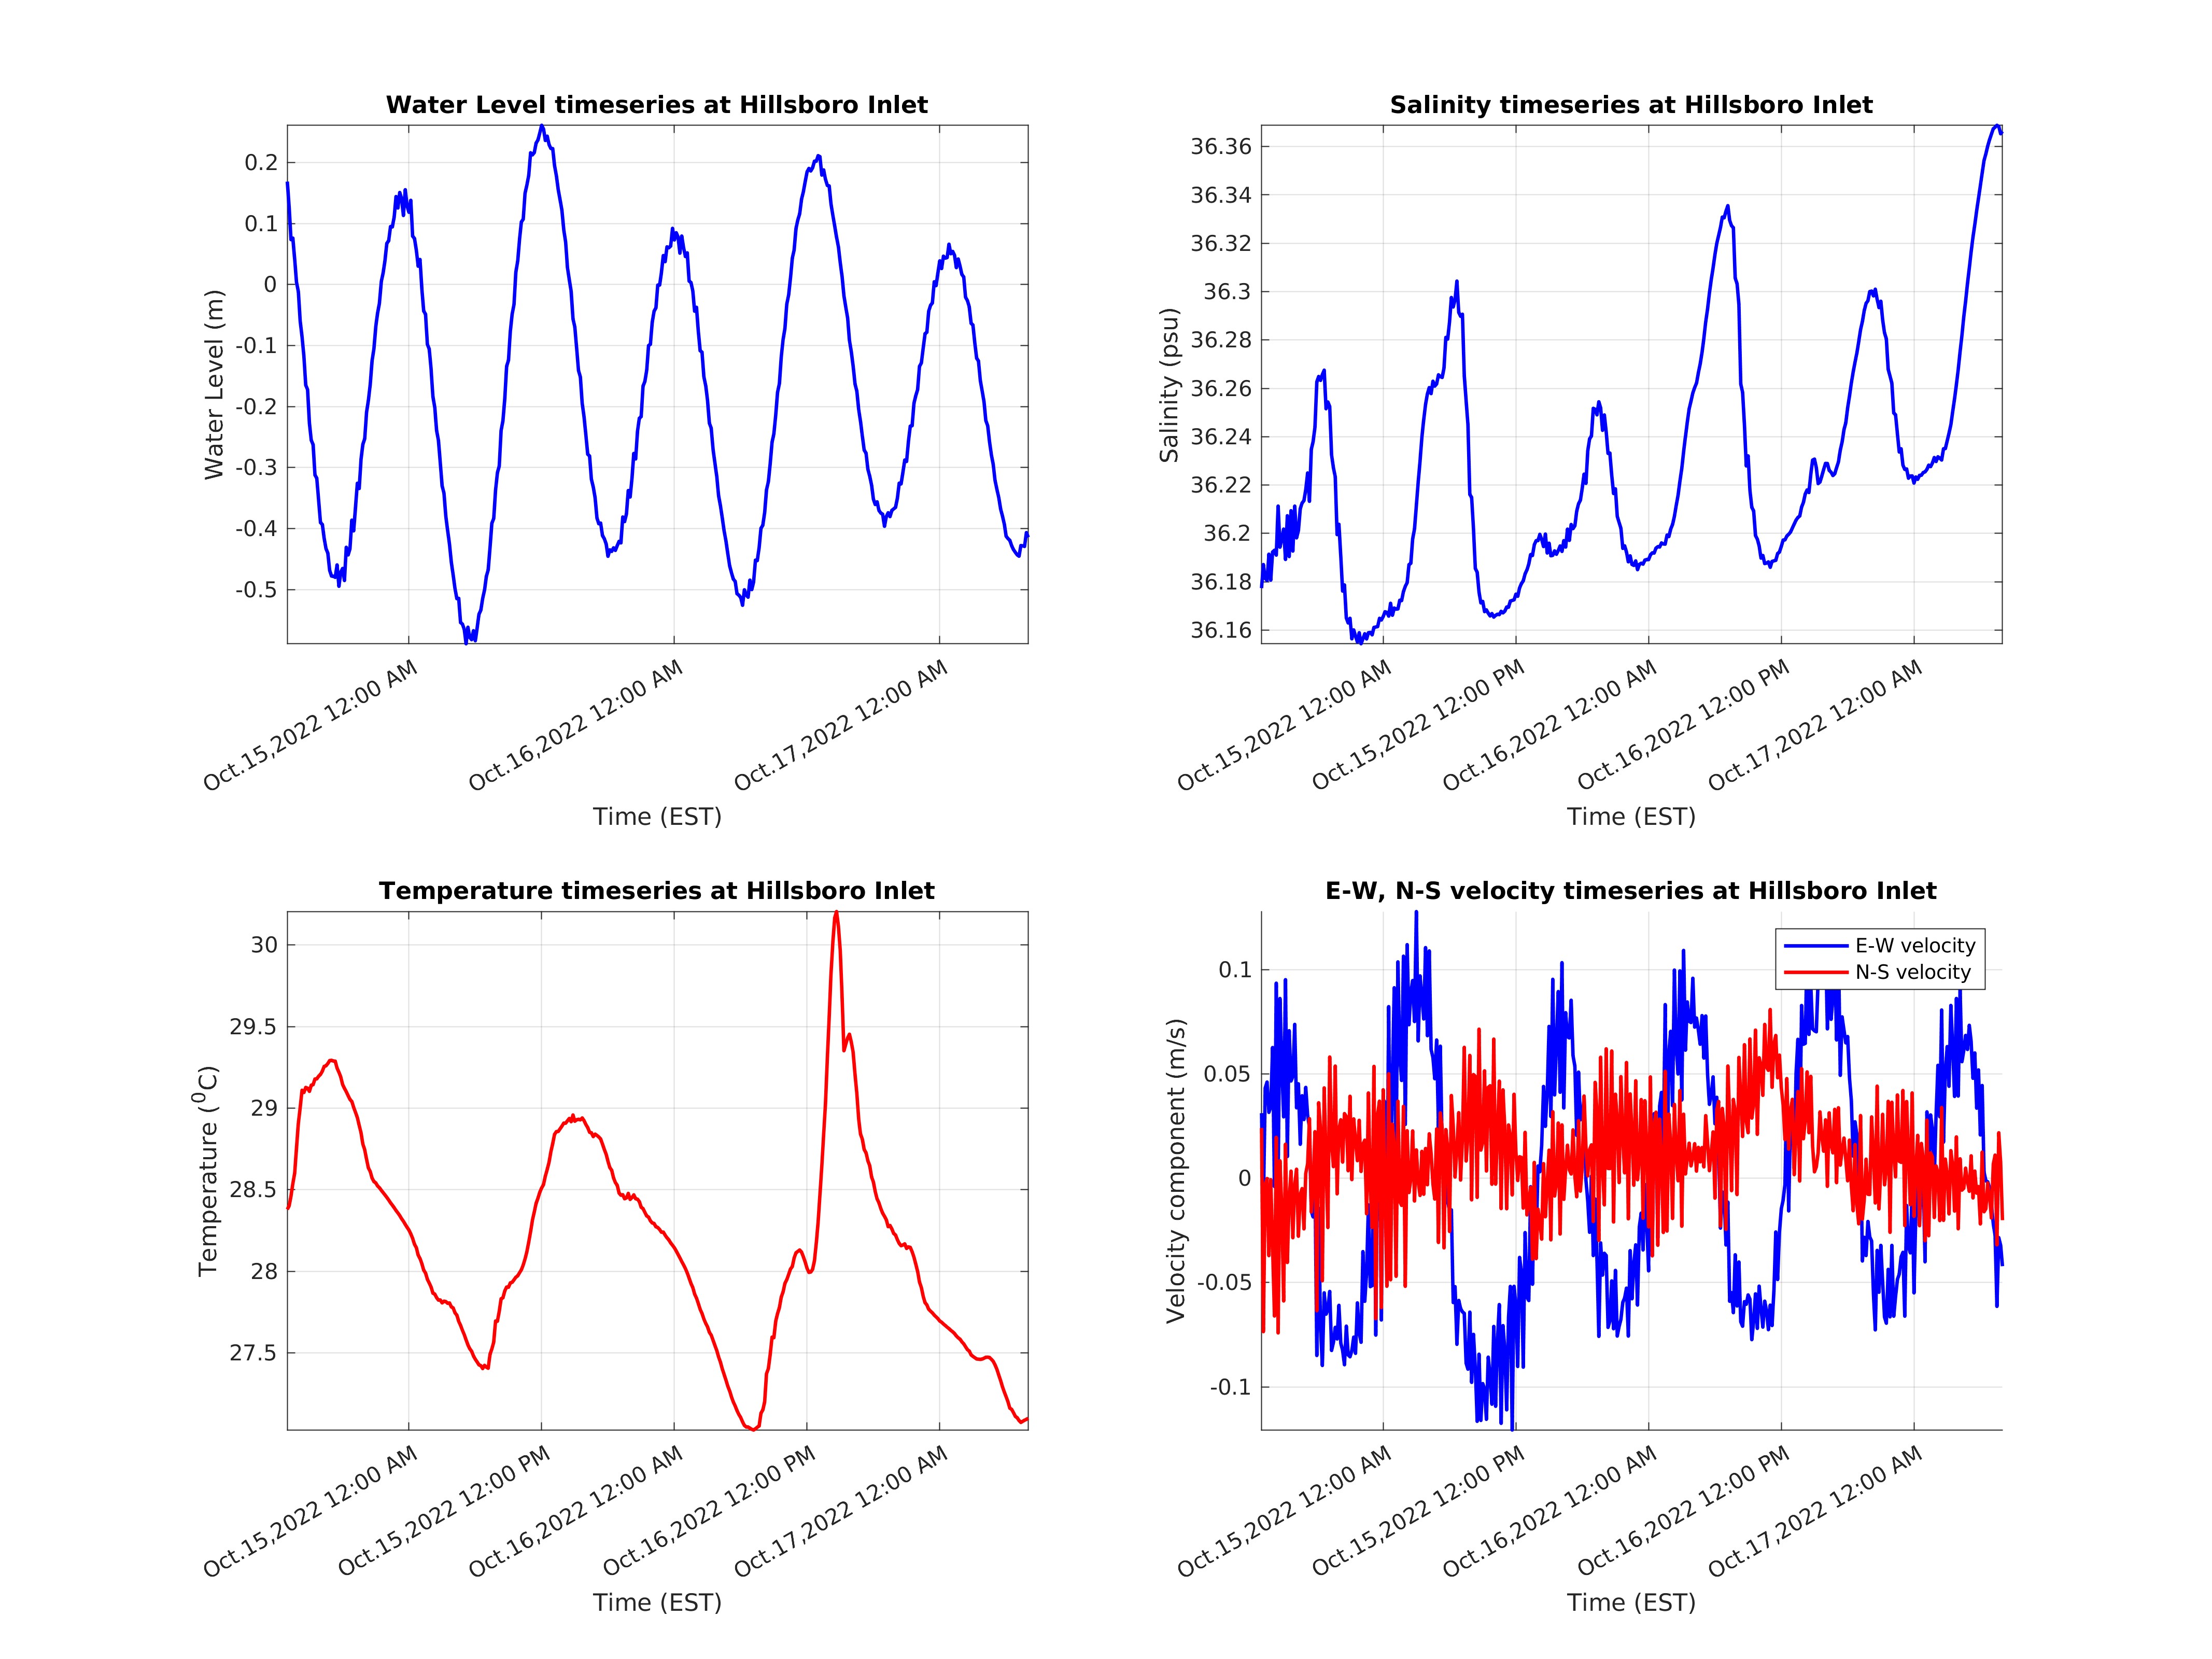 Water Level timeseries at Hillsboro Inlet
Water Level (m)
0.2
0.1
0
-0.1
-0.2
-0.3
-0.4
-0.5
Oct.15,2022 12:00 AM
Oct.16,2022 12:00 AM
Oct.17,2022 12:00 AM
Time (EST)
Salinity timeseries at Hillsboro Inlet
Salinity (psu)
36.36
36.34
36.32
36.3
36.28
36.26
36.24
36.22
36.2
36.18
36.16
Oct.15,2022 12:00 AM
Oct.15,2022 12:00 PM
Oct.16,2022 12:00 AM
Oct.16,2022 12:00 PM
Oct.17,2022 12:00 AM
Time (EST)
Temperature timeseries at Hillsboro Inlet
Temperature (⁰C)
30
29.5
29
28.5
28
27.5
Oct.15,2022 12:00 AM
Oct.15,2022 12:00 PM
Oct.16,2022 12:00 AM
Oct.16,2022 12:00 PM
Oct.17,2022 12:00 AM
Time (EST)
E-W, N-S velocity timeseries at Hillsboro Inlet
E-W velocity
N-S velocity
Velocity component (m/s)
0.1
0.05
0
-0.05
-0.1
Oct.15,2022 12:00 AM
Oct.15,2022 12:00 PM
Oct.16,2022 12:00 AM
Oct.16,2022 12:00 PM
Oct.17,2022 12:00 AM
Time (EST)